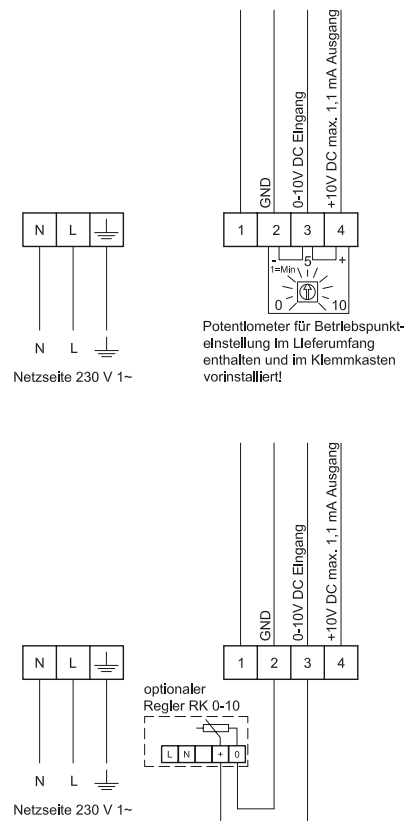 GND
0-10V DC EIngang
+10V DC max. 1,1 mA Ausgang
N L
1 2 3 4
- 5 +
1=Min
0 10
N L
Netzseite 230 V 1~
PotentIometer für BetrIebspunkt-
eInstellung Im LIeferumfang
enthalten und im Klemmkasten
vorinstalliert!
GND
0-10V DC EIngang
+10V DC max. 1,1 mA Ausgang
N L
1 2 3 4
optionaler
Regler RK 0-10
L N + 0
N L
Netzseite 230 V 1~